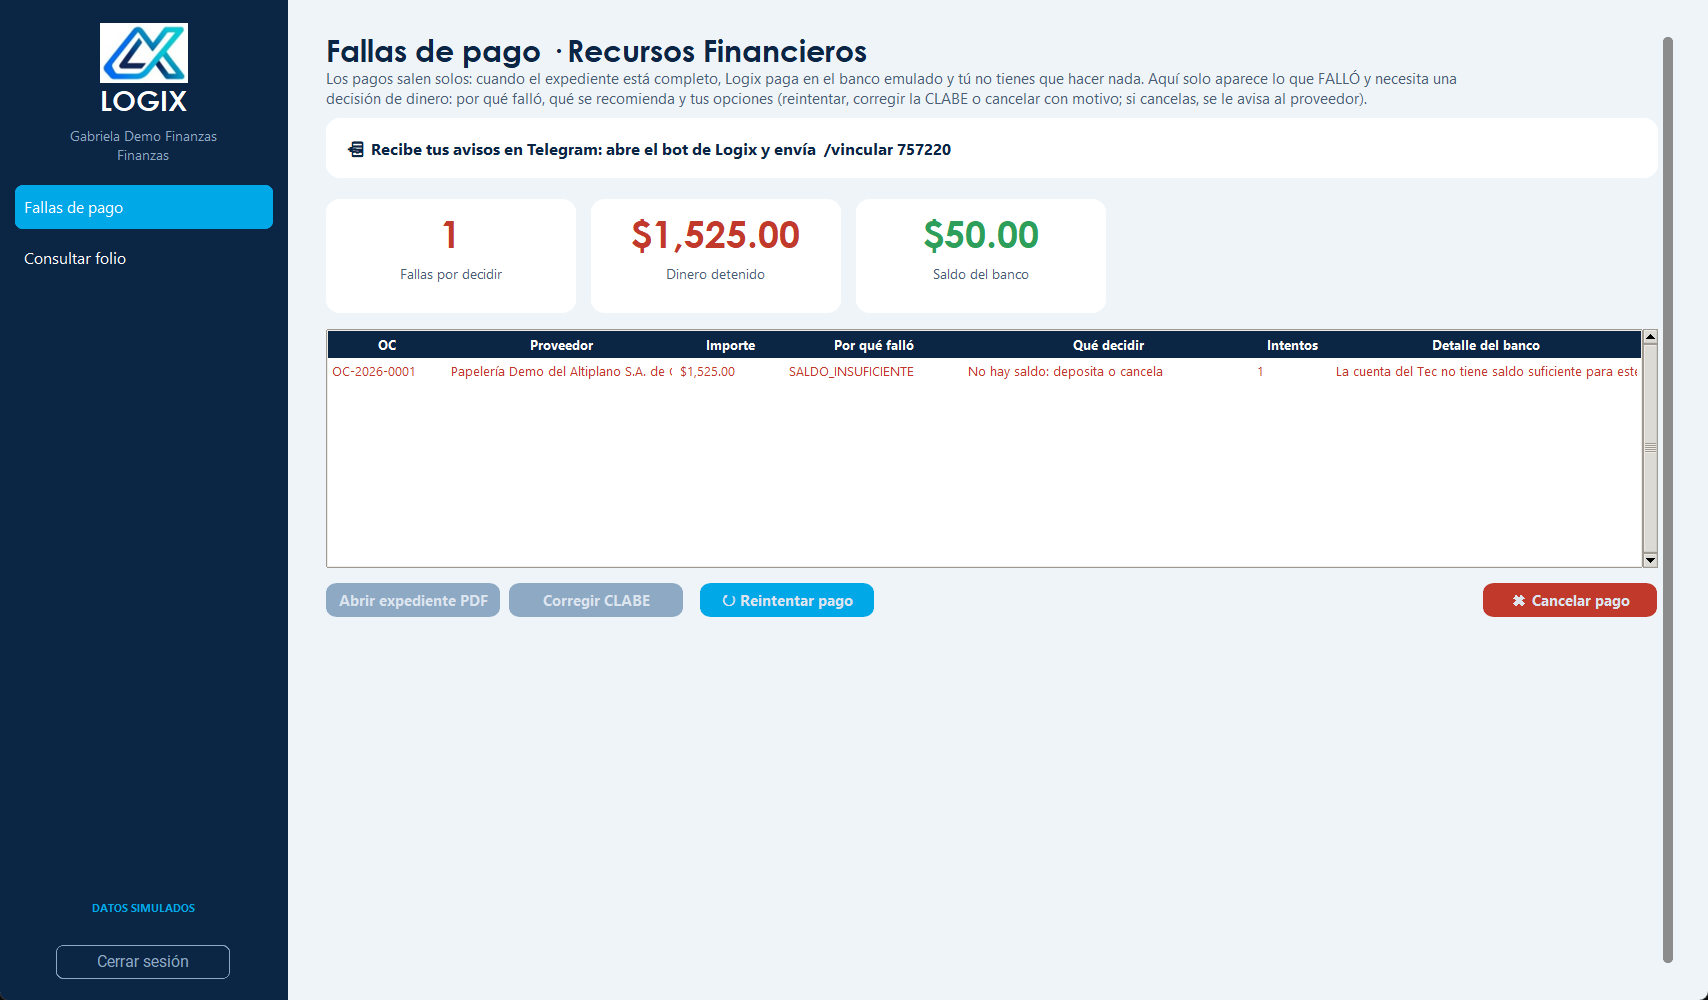 LOGIX
Gabriela Demo Finanzas
Finanzas
Fallas de pago
Consultar folio
DATOS SIMULADOS
Cerrar sesión
Fallas de pago · Recursos Financieros
Los pagos salen solos: cuando el expediente está completo, Logix paga en el banco emulado y tú no tienes que hacer nada. Aquí solo aparece lo que FALLÓ y necesita una
decisión de dinero: por qué falló, qué se recomienda y tus opciones (reintentar, corregir la CLABE o cancelar con motivo; si cancelas, se le avisa al proveedor).
Recibe tus avisos en Telegram: abre el bot de Logix y envía /vincular 757220
1
Fallas por decidir
$1,525.00
Dinero detenido
$50.00
Saldo del banco
OC Proveedor Importe Por qué falló Qué decidir Intentos Detalle del banco
OC-2026-0001 Papelería Demo del Altiplano S.A. de $1,525.00 SALDO_INSUFICIENTE No hay saldo: deposita o cancela 1 La cuenta del Tec no tiene saldo suficiente para este
Abrir expediente PDF Corregir CLABE Reintentar pago Cancelar pago